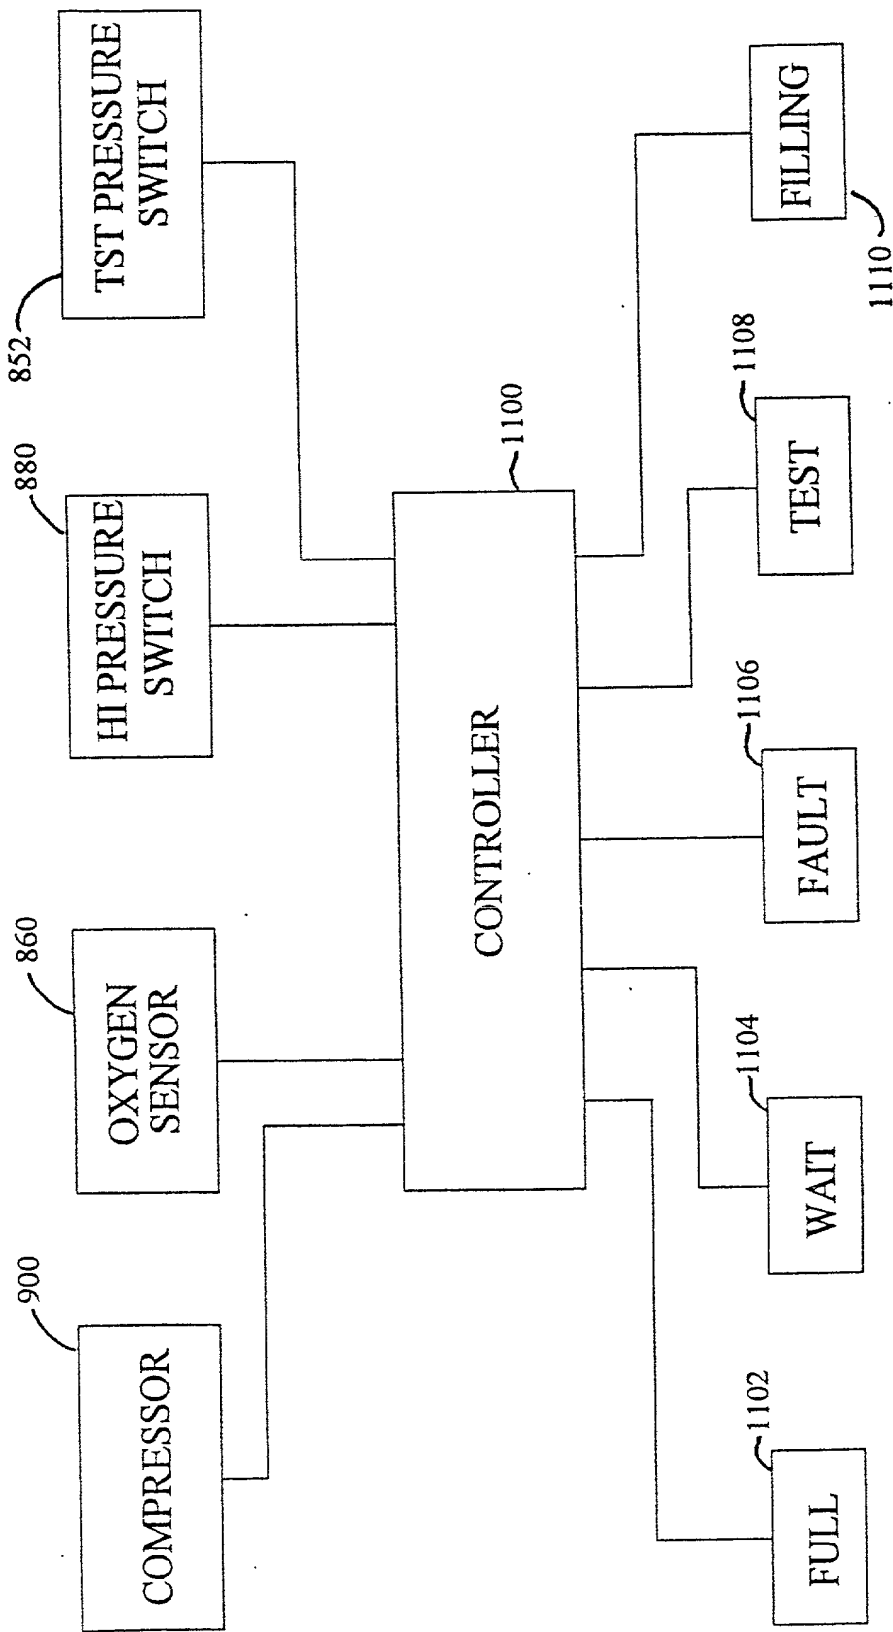 900
860
880
852
COMPRESSOR
OXYGEN
SENSOR
HI PRESSURE
SWITCH
TST PRESSURE
SWITCH
1100
CONTROLLER
1102
1104
1106
1108
FULL
WAIT
FAULT
TEST
FILLING
1110